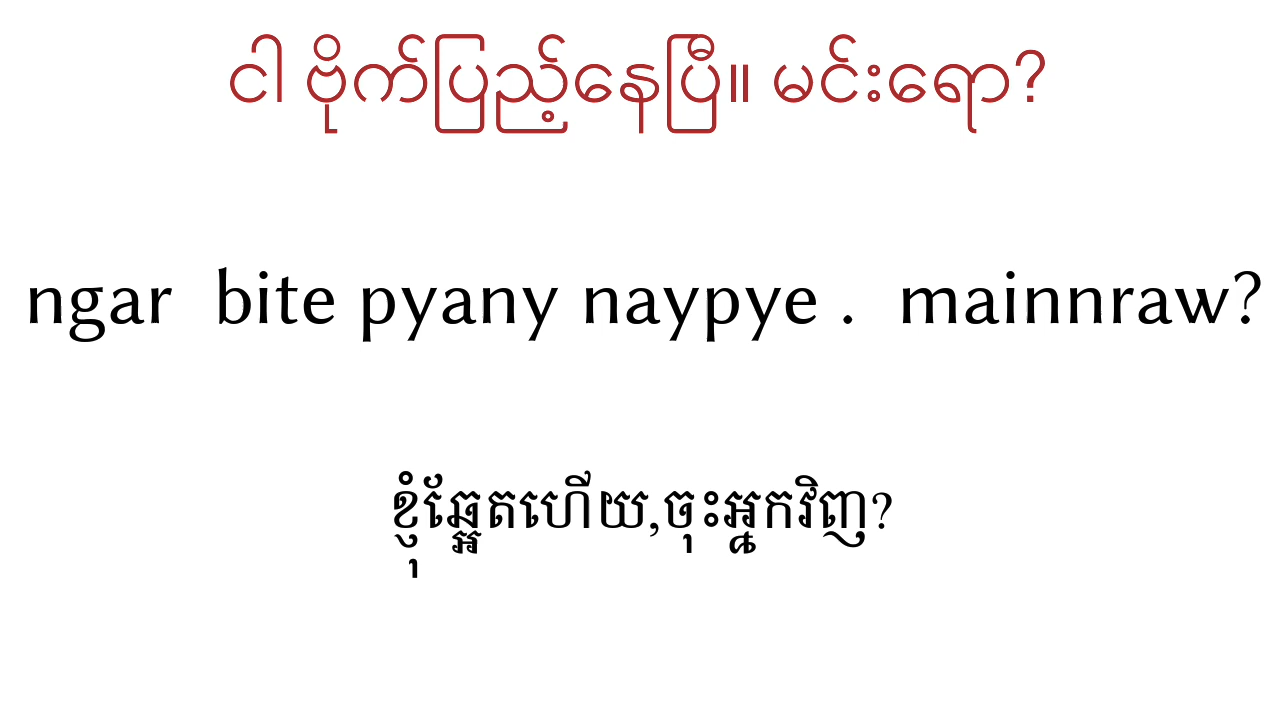 ငါ ဗိုက်ပြည့်နေပြီ။ မင်းရော?
ngar  bite pyany naypye .  mainnraw?
ខ្ញុំឆ្អែតហើយ,ចុះអ្នកវិញ?